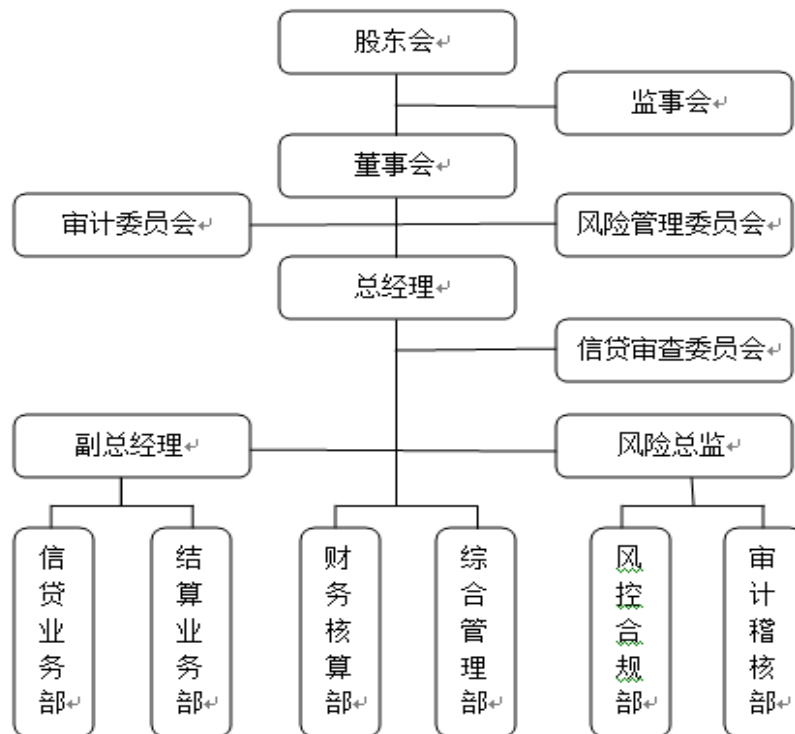 股东会
监事会
董事会
审计委员会
风险管理委员会
总经理
信贷审查委员会
副总经理
风险总监
信贷业务部
结算业务部
财务核算部
综合管理部
风控合规部
审计稽核部